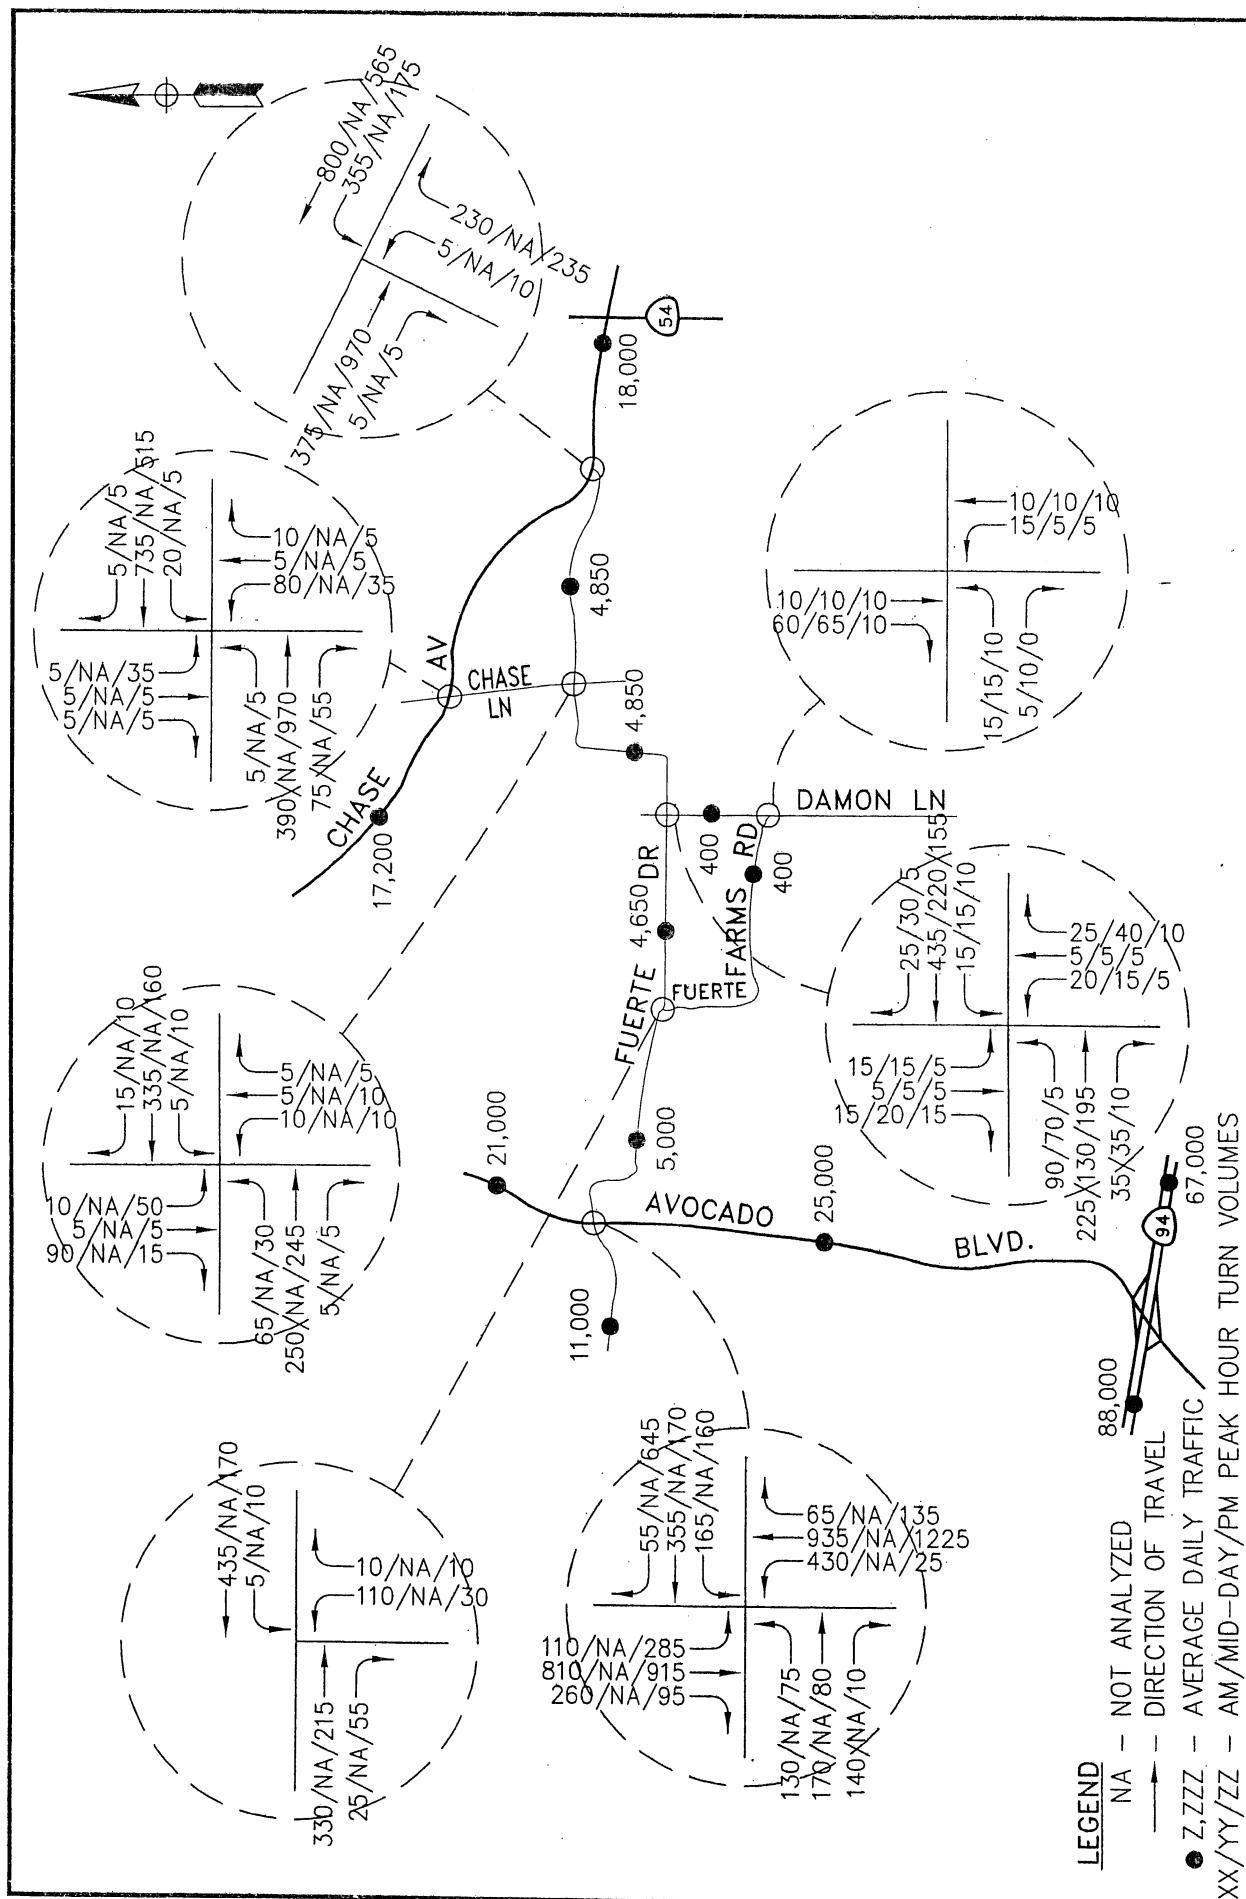 800/NA/565
355/NA/175
230/NA/235
5/NA/10
375/NA/970
5/NA/5
54
18,000
5/NA/5
735/NA/515
20/NA/5
10/NA/5
5/NA/5
80/NA/35
5/NA/35
5/NA/5
5/NA/5
5/NA/5
390/NA/970
75/NA/55
4,850
AV
CHASE
LN
4,850
CHASE
17,200
10/10/10
15/5/5
10/10/10
60/65/10
15/15/10
5/10/0
DAMON LN
400
RD
400
FARMS
FUERTE
DR
4,650
FUERTE
25/30/5
435/220/155
15/15/10
25/40/10
5/5/5
20/15/5
15/15/5
5/5/5
15/20/15
90/70/5
225/130/195
35/35/10
15/NA/10
335/NA/160
5/NA/10
5/NA/5
5/NA/10
10/NA/10
10/NA/50
5/NA/5
90/NA/15
65/NA/30
250/NA/245
5/NA/5
21,000
5,000
AVOCADO
25,000
BLVD.
11,000
67,000
94
88,000
435/NA/170
5/NA/10
10/NA/10
110/NA/30
330/NA/215
25/NA/55
55/NA/645
355/NA/170
165/NA/160
65/NA/135
935/NA/1225
430/NA/25
110/NA/285
810/NA/915
260/NA/95
130/NA/75
170/NA/80
140/NA/10
LEGEND
NA – NOT ANALYZED
– DIRECTION OF TRAVEL
Z,ZZZ – AVERAGE DAILY TRAFFIC
XX/YY/ZZ – AM/MID–DAY/PM PEAK HOUR TURN VOLUMES